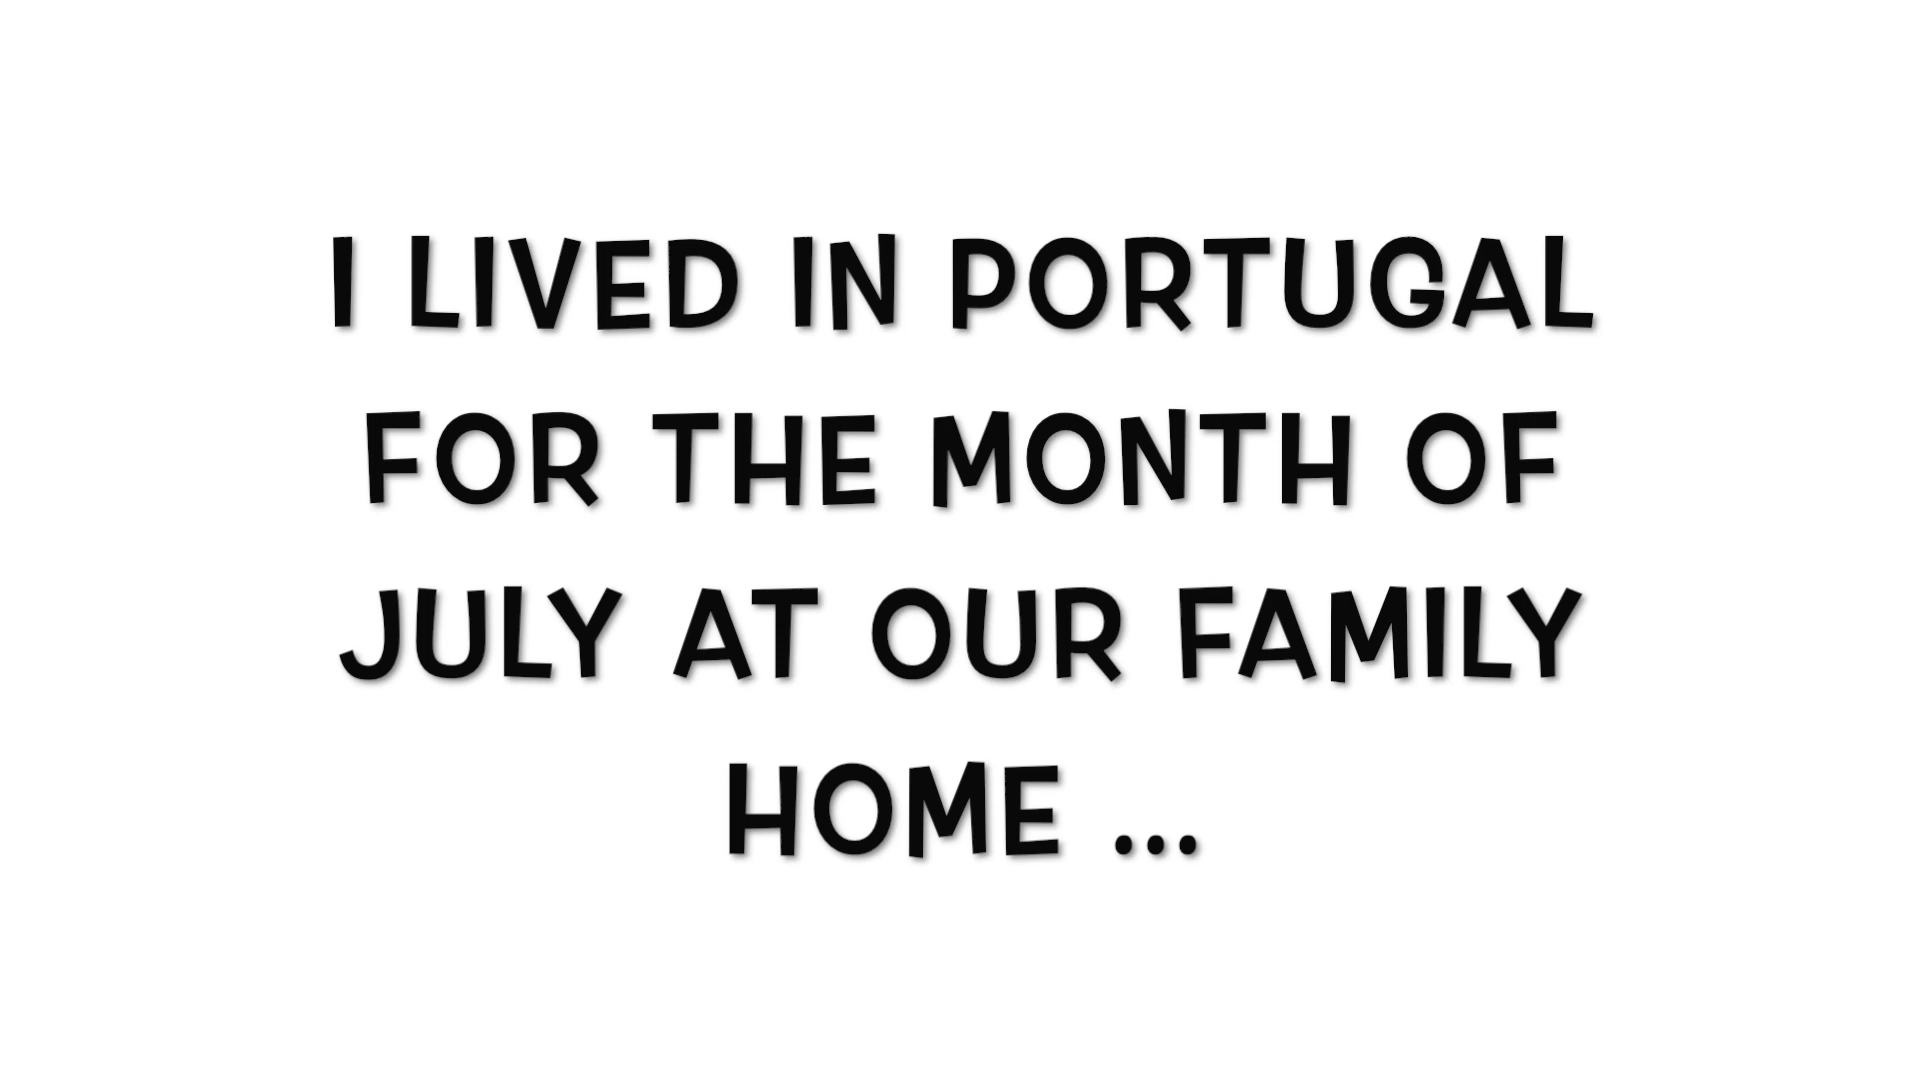 I LIVED IN PORTUGAL
FOR THE MONTH OF
JULY AT OUR FAMILY
HOME ...